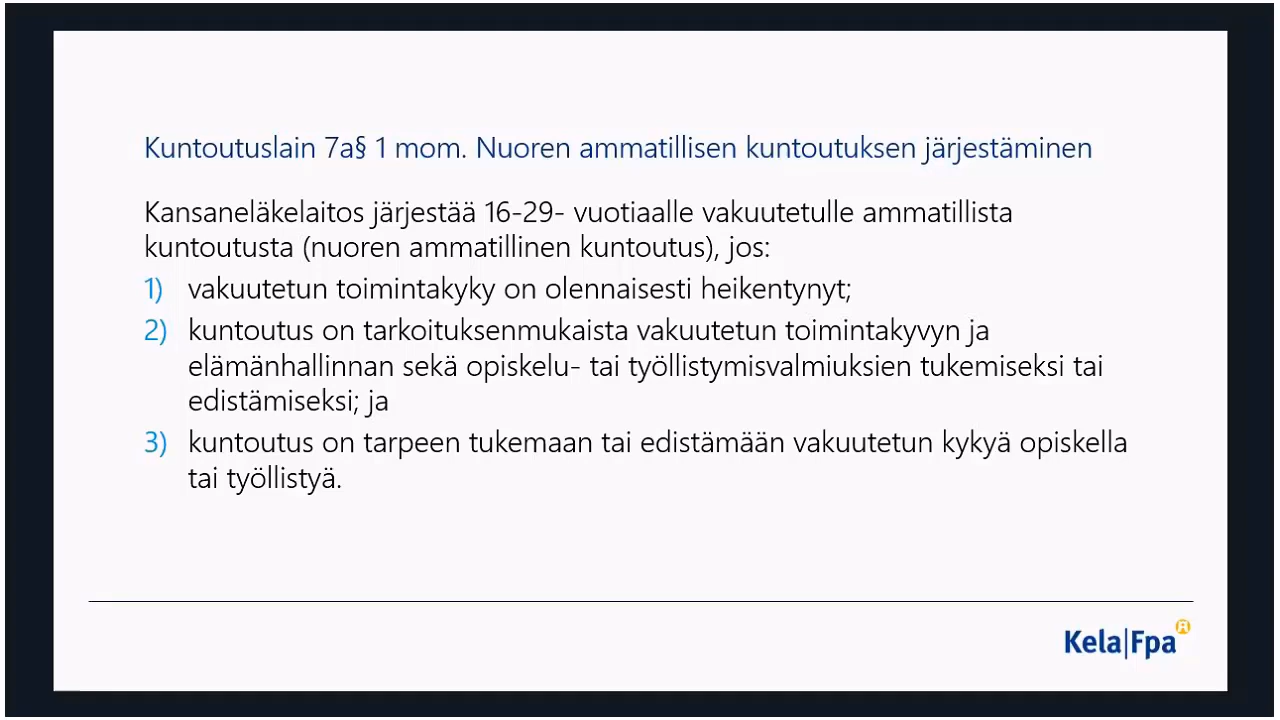 Kuntoutuslain 7a§ 1 mom. Nuoren ammatillisen kuntoutuksen järjestäminen
Kansaneläkelaitos järjestää 16-29- vuotiaalle vakuutetulle ammatillista
kuntoutusta (nuoren ammatillinen kuntoutus), jos:
1) vakuutetun toimintakyky on olennaisesti heikentynyt;
2) kuntoutus on tarkoituksenmukaista vakuutetun toimintakyvyn ja
elämänhallinnan sekä opiskelu- tai työllistymisvalmiuksien tukemiseksi tai
edistämiseksi; ja
3) kuntoutus on tarpeen tukemaan tai edistämään vakuutetun kykyä opiskella
tai työllistyä.
Kela|Fpa